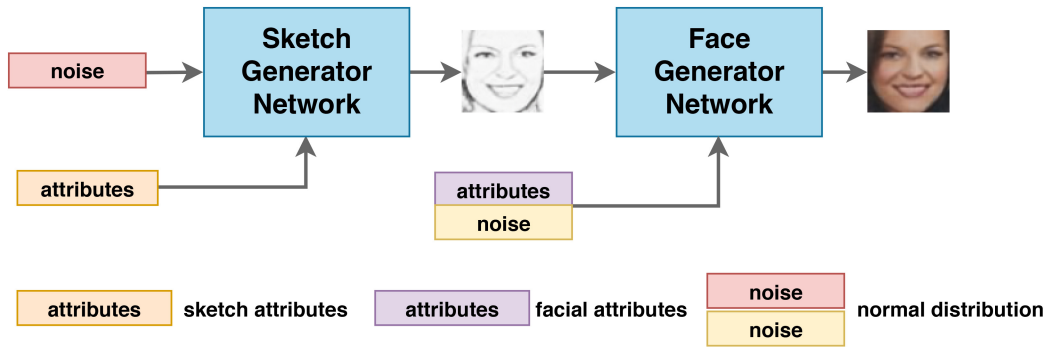 noise
Sketch
Generator
Network
Face
Generator
Network
attributes
attributes
noise
attributes sketch attributes
attributes facial attributes
noise
noise
normal distribution